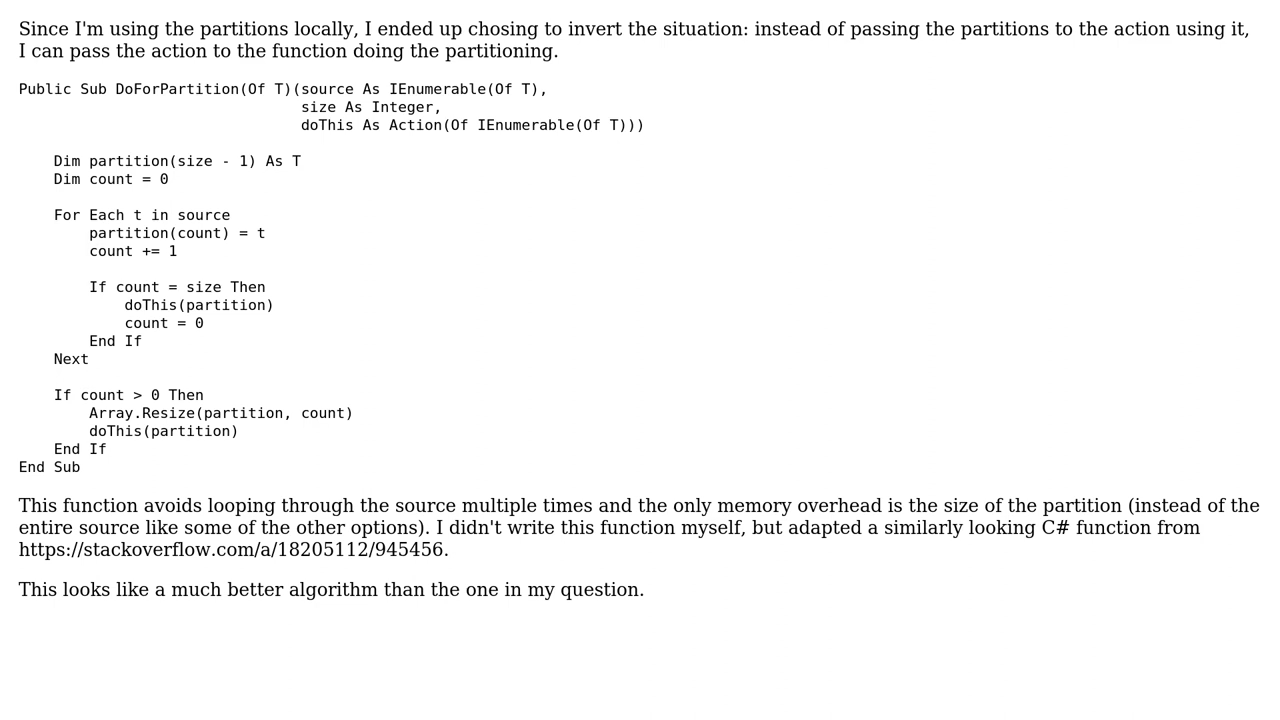 Since I'm using the partitions locally, I ended up chosing to invert the situation: instead of passing the partitions to the action using it,
I can pass the action to the function doing the partitioning.
Public Sub DoForPartition(Of T)(source As IEnumerable(Of T),
                                size As Integer,
                                doThis As Action(Of IEnumerable(Of T)))
    Dim partition(size - 1) As T
    Dim count = 0
    For Each t in source
        partition(count) = t
        count += 1
        If count = size Then
            doThis(partition)
            count = 0
        End If
    Next
    If count > 0 Then
        Array.Resize(partition, count)
        doThis(partition)
    End If
End Sub
This function avoids looping through the source multiple times and the only memory overhead is the size of the partition (instead of the
entire source like some of the other options). I didn't write this function myself, but adapted a similarly looking C# function from
https://stackoverflow.com/a/18205112/945456.
This looks like a much better algorithm than the one in my question.